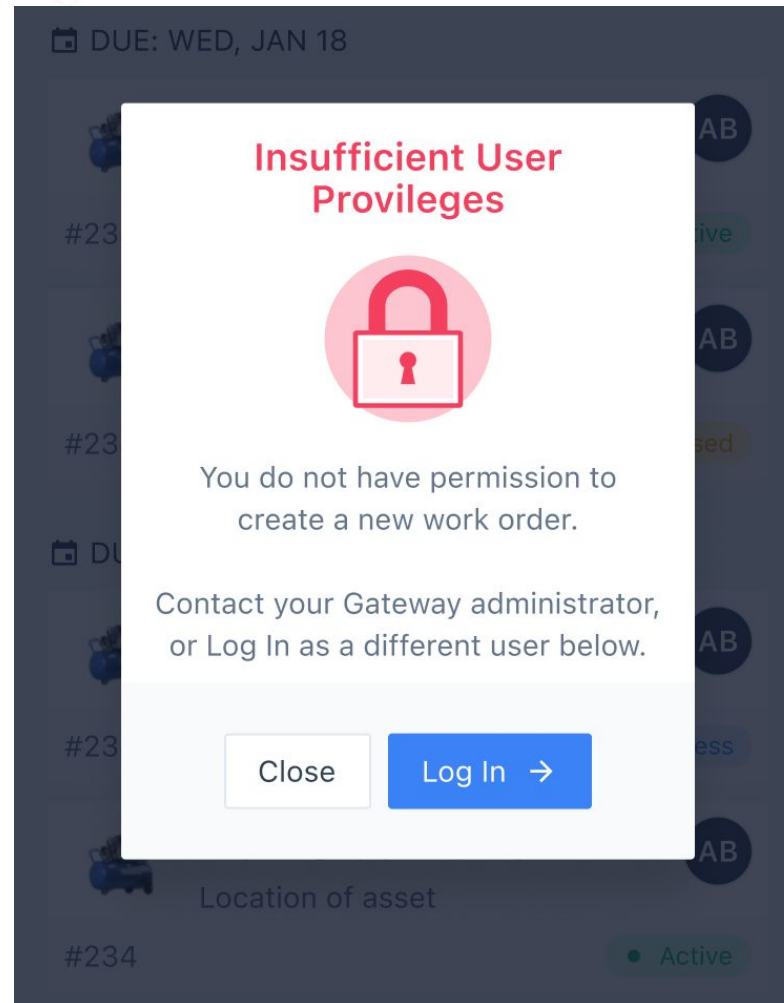 DUE: WED, JAN 18
AB
Insufficient User
Provileges
#23
AB
#23
You do not have permission to
create a new work order.
Contact your Gateway administrator,
or Log In as a different user below.
AB
#23
Close
Log In →
AB
Location of asset
#234
Active